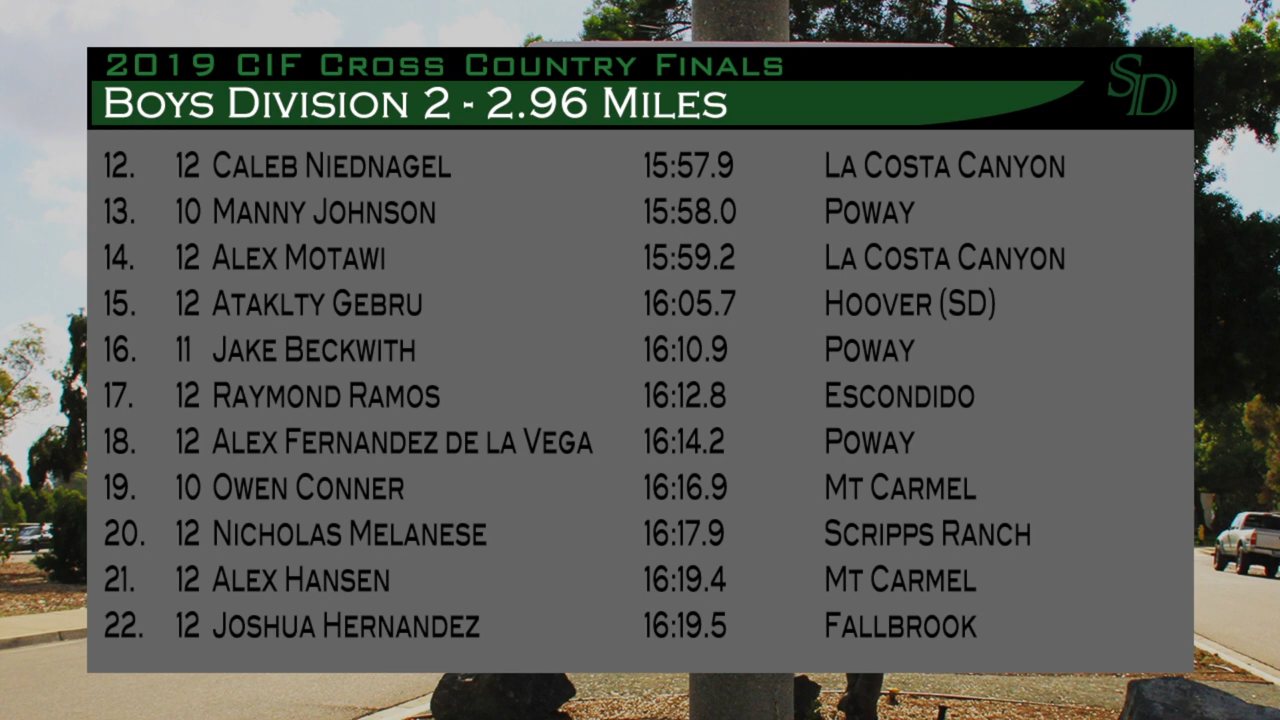 2019 CIF Cross Country Finals
SD
Boys Division 2 - 2.96 Miles
12. 12 Caleb Niednagel 15:57.9 La Costa Canyon
13. 10 Manny Johnson 15:58.0 Poway
14. 12 Alex Motawi 15:59.2 La Costa Canyon
15. 12 Ataklty Gebru 16:05.7 Hoover (SD)
16. 11 Jake Beckwith 16:10.9 Poway
17. 12 Raymond Ramos 16:12.8 Escondido
18. 12 Alex Fernandez de la Vega 16:14.2 Poway
19. 10 Owen Conner 16:16.9 Mt Carmel
20. 12 Nicholas Melanese 16:17.9 Scripps Ranch
21. 12 Alex Hansen 16:19.4 Mt Carmel
22. 12 Joshua Hernandez 16:19.5 Fallbrook